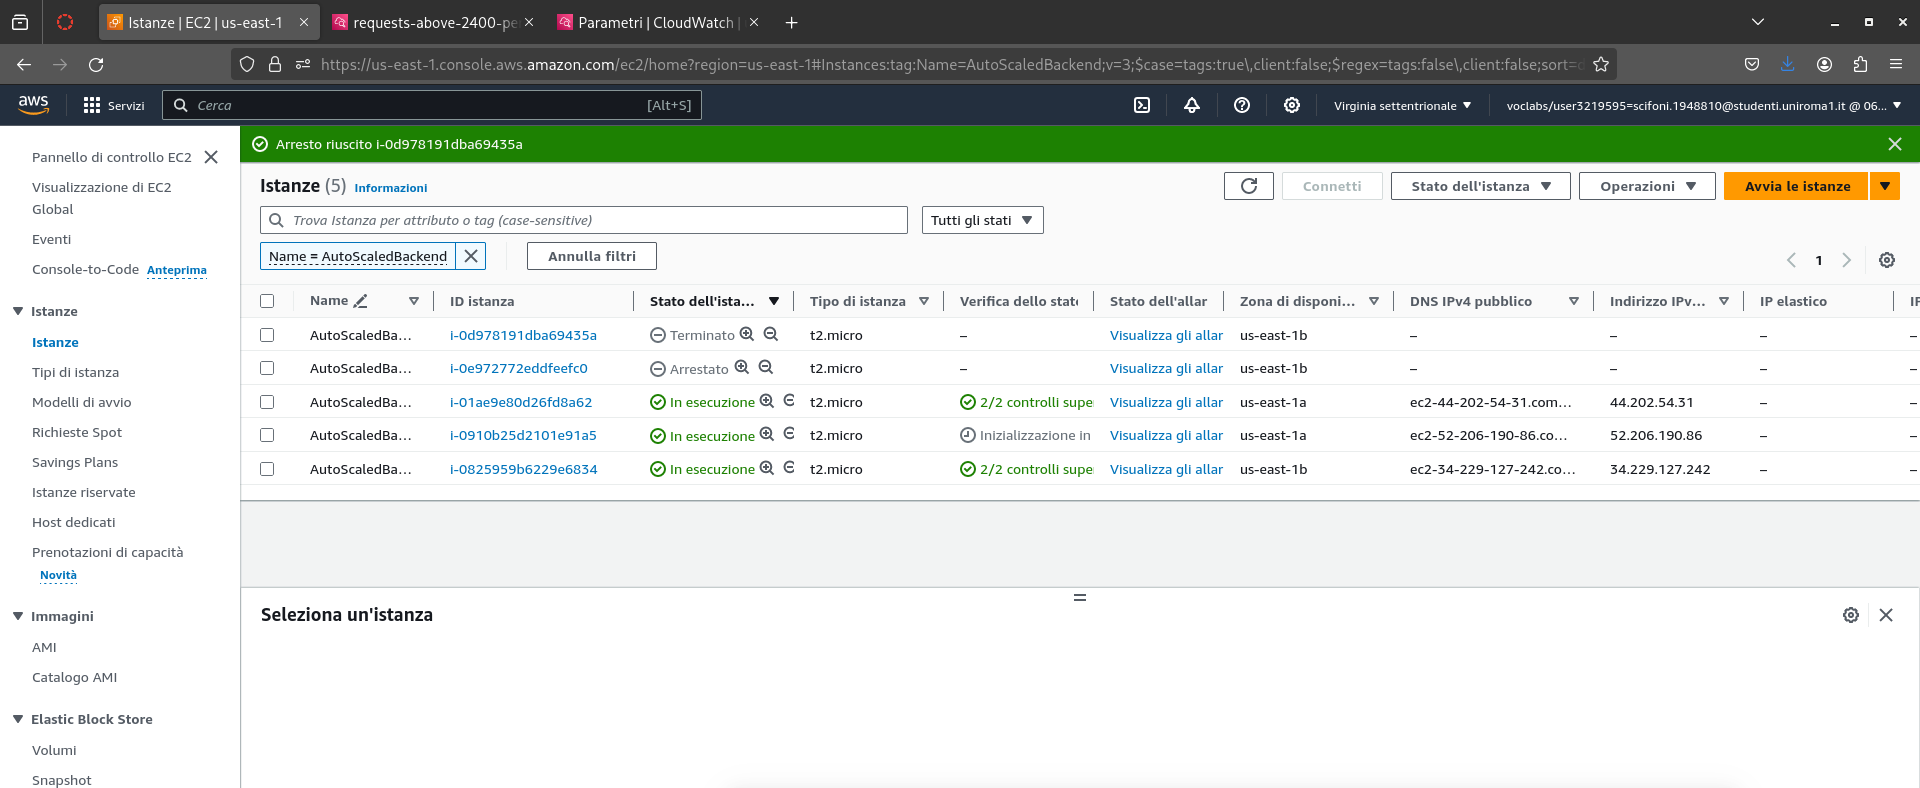 Istanze | EC2 | us-east-1
requests-above-2400-pe
Parametri | CloudWatch |
https://us-east-1.console.aws.amazon.com/ec2/home?region=us-east-1#Instances:tag:Name=AutoScaledBackend;v=3;$case=tags:true\,client:false;$regex=tags:false\,client:false;sort=d
aws
Servizi
Cerca
[Alt+S]
Virginia settentrionale
voclabs/user3219595=scifoni.1948810@studenti.uniroma1.it @ 06...
Pannello di controllo EC2
Visualizzazione di EC2
Global
Eventi
Console-to-Code Anteprima
Istanze
Istanze
Tipi di istanza
Modelli di avvio
Richieste Spot
Savings Plans
Istanze riservate
Host dedicati
Prenotazioni di capacità
Novità
Immagini
AMI
Catalogo AMI
Elastic Block Store
Volumi
Snapshot
Arresto riuscito i-0d978191dba69435a
Istanze (5) Informazioni
Connetti
Stato dell'istanza
Operazioni
Avvia le istanze
Trova Istanza per attributo o tag (case-sensitive)
Tutti gli stati
Name = AutoScaledBackend
Annulla filtri
1
Name ID istanza Stato dell'ista... Tipo di istanza Verifica dello stato Stato dell'allar Zona di disponi... DNS IPv4 pubblico Indirizzo IPv... IP elastico IP
AutoScaledBa... i-0d978191dba69435a Terminato t2.micro – Visualizza gli allar us-east-1b – – – –
AutoScaledBa... i-0e972772eddfeefc0 Arrestato t2.micro – Visualizza gli allar us-east-1b – – – –
AutoScaledBa... i-01ae9e80d26fd8a62 In esecuzione t2.micro 2/2 controlli supe Visualizza gli allar us-east-1a ec2-44-202-54-31.com... 44.202.54.31 – –
AutoScaledBa... i-0910b25d2101e91a5 In esecuzione t2.micro Inizializzazione in Visualizza gli allar us-east-1a ec2-52-206-190-86.co... 52.206.190.86 – –
AutoScaledBa... i-0825959b6229e6834 In esecuzione t2.micro 2/2 controlli supe Visualizza gli allar us-east-1b ec2-34-229-127-242.co... 34.229.127.242 – –
Seleziona un'istanza